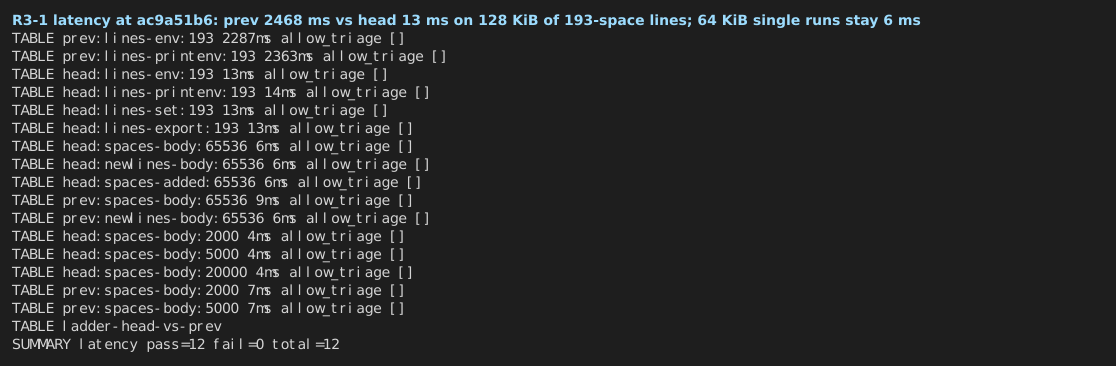 R3-1 latency at ac9a51b6: prev 2468 ms vs head 13 ms on 128 KiB of 193-space lines; 64 KiB single runs stay 6 ms
TABLE prev:lines-env:193 2287ms allow_triage []
TABLE prev:lines-printenv:193 2363ms allow_triage []
TABLE head:lines-env:193 13ms allow_triage []
TABLE head:lines-printenv:193 14ms allow_triage []
TABLE head:lines-set:193 13ms allow_triage []
TABLE head:lines-export:193 13ms allow_triage []
TABLE head:spaces-body:65536 6ms allow_triage []
TABLE head:newlines-body:65536 6ms allow_triage []
TABLE head:spaces-added:65536 6ms allow_triage []
TABLE prev:spaces-body:65536 9ms allow_triage []
TABLE prev:newlines-body:65536 6ms allow_triage []
TABLE head:spaces-body:2000 4ms allow_triage []
TABLE head:spaces-body:5000 4ms allow_triage []
TABLE head:spaces-body:20000 4ms allow_triage []
TABLE prev:spaces-body:2000 7ms allow_triage []
TABLE prev:spaces-body:5000 7ms allow_triage []
TABLE ladder-head-vs-prev
SUMMARY latency pass=12 fail=0 total=12